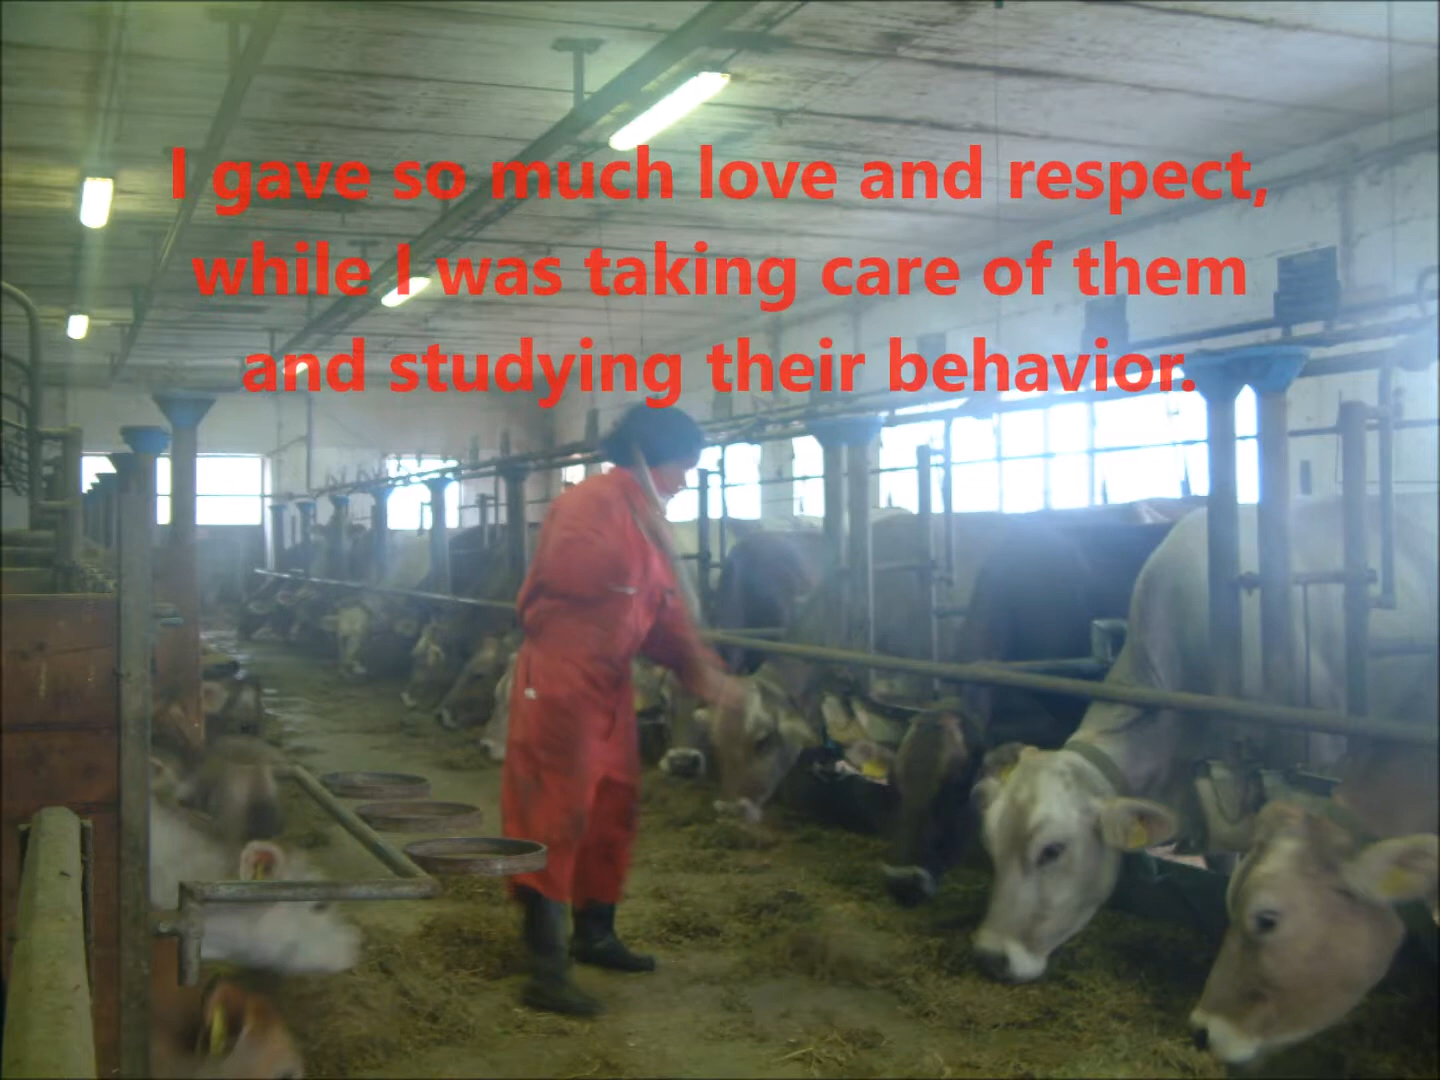 I gave so much love and respect,
while I was taking care of them
and studying their behavior.